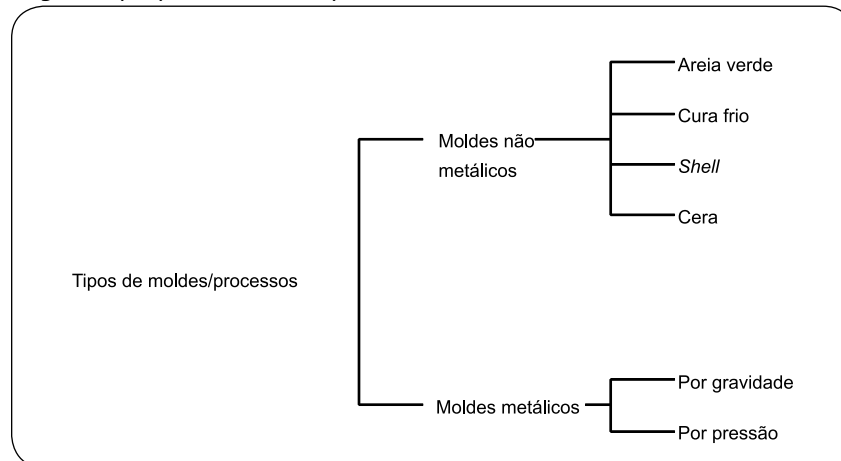 Areia verde
Cura frio
Moldes não
metálicos
Shell
Cera
Tipos de moldes/processos
Por gravidade
Moldes metálicos
Por pressão